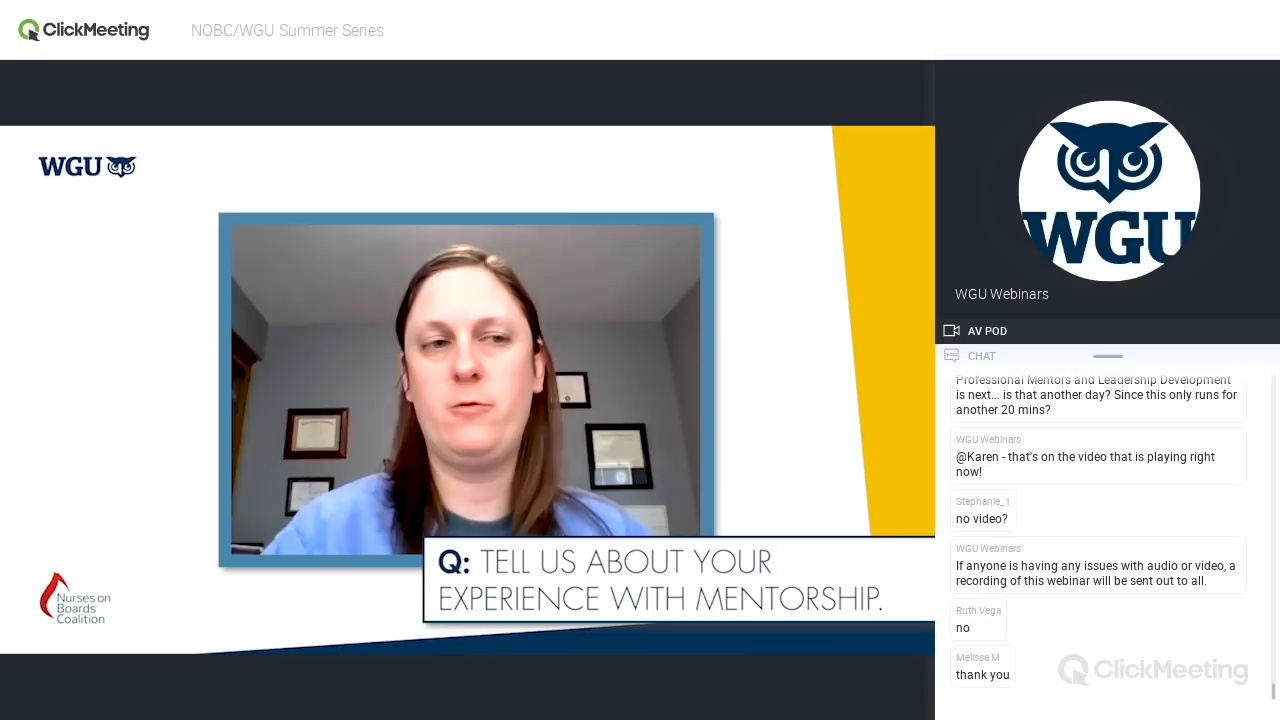 ClickMeeting
NOBC/WGU Summer Series
WGU
Q: TELL US ABOUT YOUR
EXPERIENCE WITH MENTORSHIP.
Nurses on
Boards
Coalition
WGU
WGU Webinars
AV POD
CHAT
Professional Mentors and Leadership Development
is next... is that another day? Since this only runs for
another 20 mins?
WGU Webinars
@Karen - that's on the video that is playing right
now!
Stephanie_1
no video?
WGU Webinars
If anyone is having any issues with audio or video, a
recording of this webinar will be sent out to all.
Ruth Vega
no
Melissa M
thank you
ClickMeeting